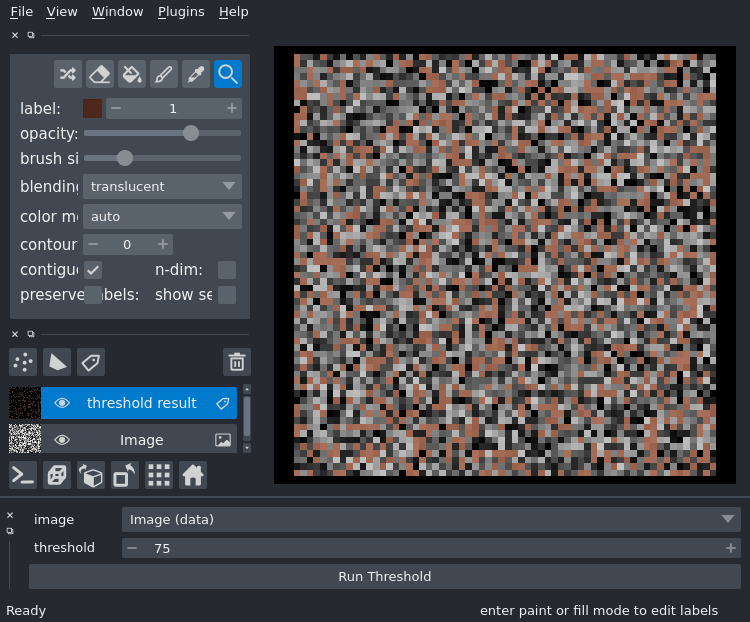 File View Window Plugins Help
label: 1
opacity:
brush si
blending translucent
color m auto
contour 0
contigu n-dim:
preserve abels: show se
threshold result
Image
image Image (data)
threshold 75
Run Threshold
Ready enter paint or fill mode to edit labels